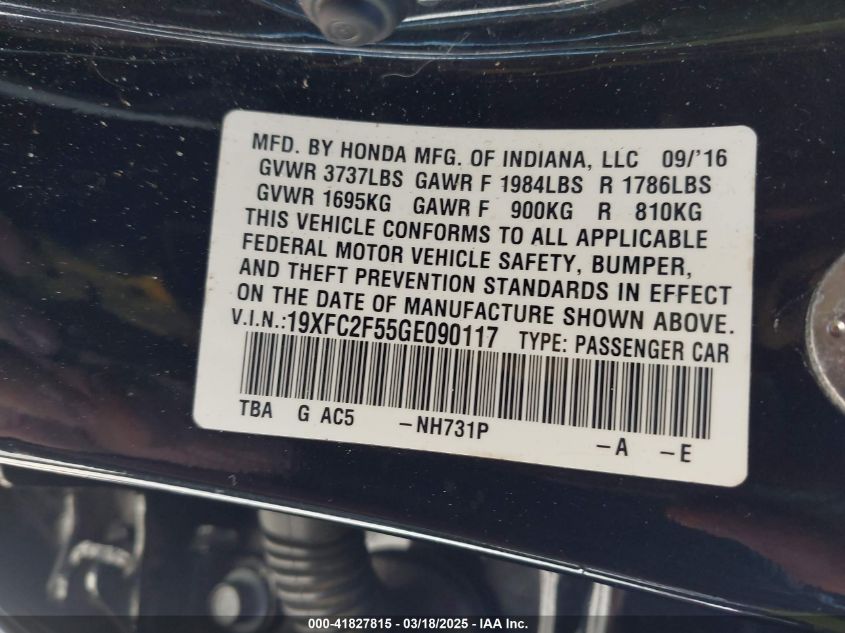 MFD. BY HONDA MFG. OF INDIANA, LLC 09/'16
GVWR 3737LBS GAWR F 1984LBS R 1786LBS
GVWR 1695KG GAWR F 900KG R 810KG
THIS VEHICLE CONFORMS TO ALL APPLICABLE
FEDERAL MOTOR VEHICLE SAFETY, BUMPER,
AND THEFT PREVENTION STANDARDS IN EFFECT
ON THE DATE OF MANUFACTURE SHOWN ABOVE.
V.I.N.:19XFC2F55GE090117 TYPE: PASSENGER CAR
TBA G AC5 -NH731P -A -E
000-41827815 - 03/18/2025 - IAA Inc.